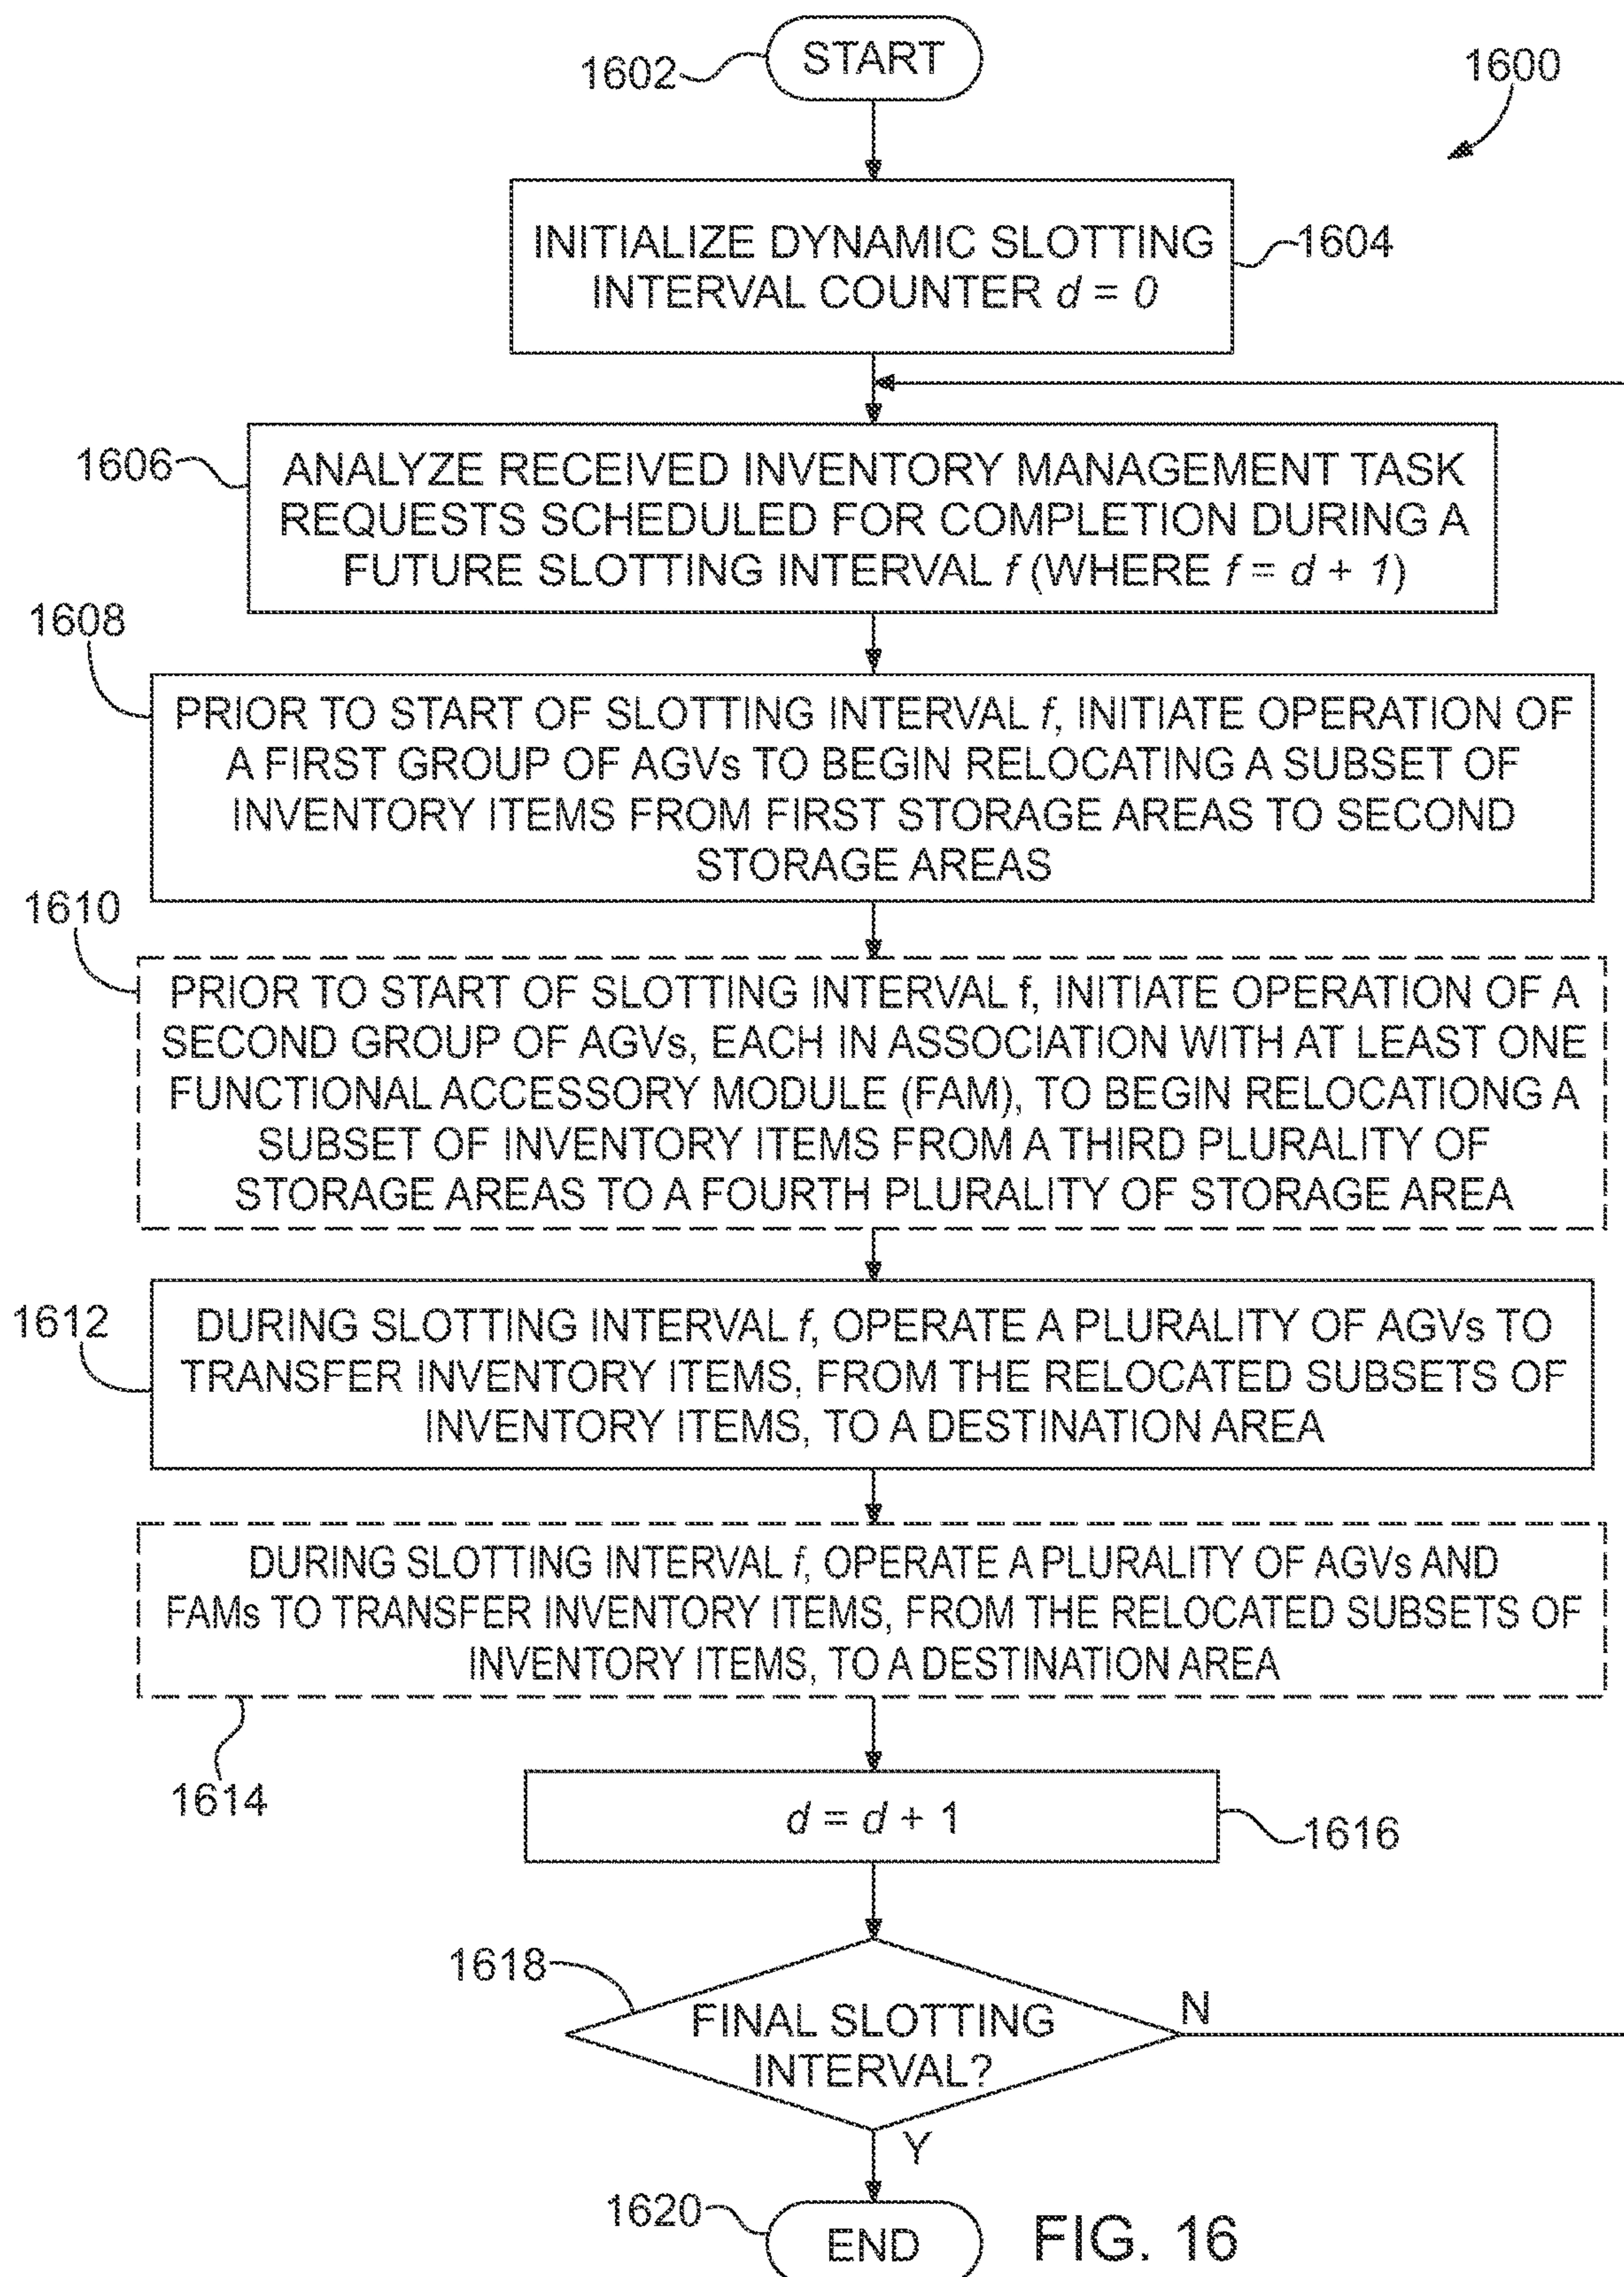 START
1602
1600
INITIALIZE DYNAMIC SLOTTING
INTERVAL COUNTER d = 0
1604
1606
ANALYZE RECEIVED INVENTORY MANAGEMENT TASK
REQUESTS SCHEDULED FOR COMPLETION DURING A
FUTURE SLOTTING INTERVAL f (WHERE f = d + 1)
1608
PRIOR TO START OF SLOTTING INTERVAL f, INITIATE OPERATION OF
A FIRST GROUP OF AGVs TO BEGIN RELOCATING A SUBSET OF
INVENTORY ITEMS FROM FIRST STORAGE AREAS TO SECOND
STORAGE AREAS
1610
PRIOR TO START OF SLOTTING INTERVAL f, INITIATE OPERATION OF A
SECOND GROUP OF AGVs, EACH IN ASSOCIATION WITH AT LEAST ONE
FUNCTIONAL ACCESSORY MODULE (FAM), TO BEGIN RELOCATIONG A
SUBSET OF INVENTORY ITEMS FROM A THIRD PLURALITY OF
STORAGE AREAS TO A FOURTH PLURALITY OF STORAGE AREA
1612
DURING SLOTTING INTERVAL f, OPERATE A PLURALITY OF AGVs TO
TRANSFER INVENTORY ITEMS, FROM THE RELOCATED SUBSETS OF
INVENTORY ITEMS, TO A DESTINATION AREA
DURING SLOTTING INTERVAL f, OPERATE A PLURALITY OF AGVs AND
FAMs TO TRANSFER INVENTORY ITEMS, FROM THE RELOCATED SUBSETS OF
INVENTORY ITEMS, TO A DESTINATION AREA
1614
d = d + 1
1616
1618
FINAL SLOTTING
INTERVAL?
N
Y
1620
END
FIG. 16